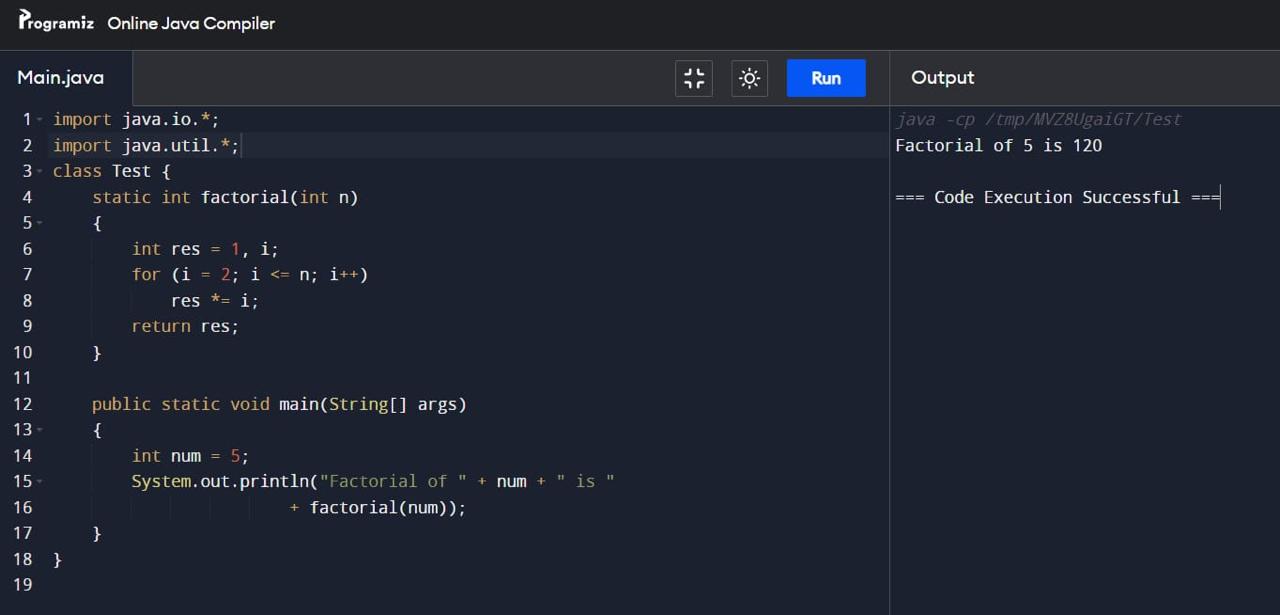 Programiz Online Java Compiler
Main.java
Run
Output
1 import java.io.*;
2 import java.util.*;
3 class Test {
4     static int factorial(int n)
5     {
6         int res = 1, i;
7         for (i = 2; i <= n; i++)
8             res *= i;
9         return res;
10     }
11
12     public static void main(String[] args)
13     {
14         int num = 5;
15         System.out.println("Factorial of " + num + " is "
16                         + factorial(num));
17     }
18 }
19
java -cp /tmp/MVZ8UgaiGT/Test
Factorial of 5 is 120
=== Code Execution Successful ===